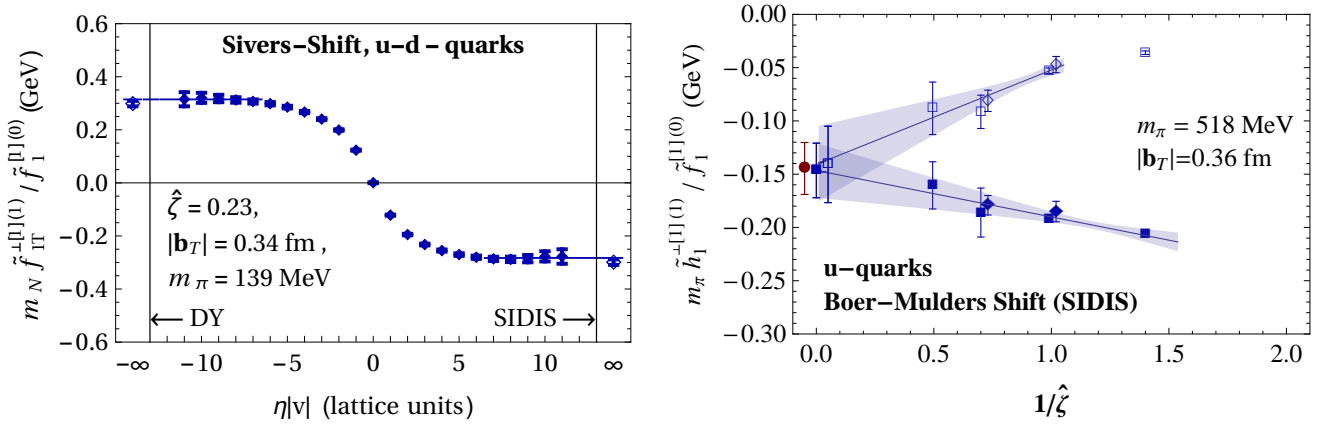 Sivers−Shift, u−d − quarks
m_N f̃_{1T}^{⊥[1](1)} / f̃_1^{[1](0)} (GeV)
0.6
0.4
0.2
0.0
−0.2
−0.4
−0.6
ζ̂ = 0.23,
|b_T| = 0.34 fm ,
m_π = 139 MeV
← DY
SIDIS →
−∞
−10
−5
0
5
10
∞
η|v| (lattice units)
m_π h̃_1^{⊥[1](1)} / f̃_1^{[1](0)} (GeV)
0.00
−0.05
−0.10
−0.15
−0.20
−0.25
−0.30
m_π = 518 MeV
|b_T|=0.36 fm
u−quarks
Boer−Mulders Shift (SIDIS)
0.0
0.5
1.0
1.5
2.0
1/ζ̂